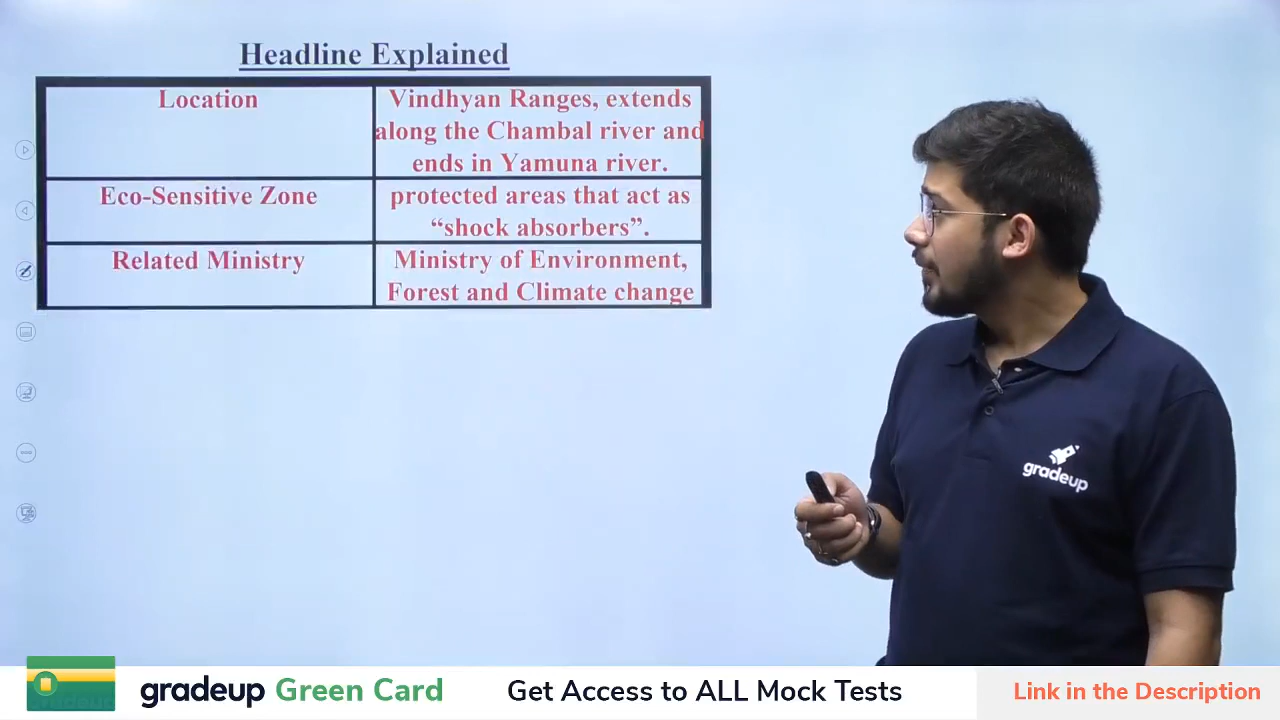 Headline Explained
Location
Vindhyan Ranges, extends
along the Chambal river and
ends in Yamuna river.
Eco-Sensitive Zone
protected areas that act as
“shock absorbers”.
Related Ministry
Ministry of Environment,
Forest and Climate change
gradeup
gradeup Green Card
Get Access to ALL Mock Tests
Link in the Description